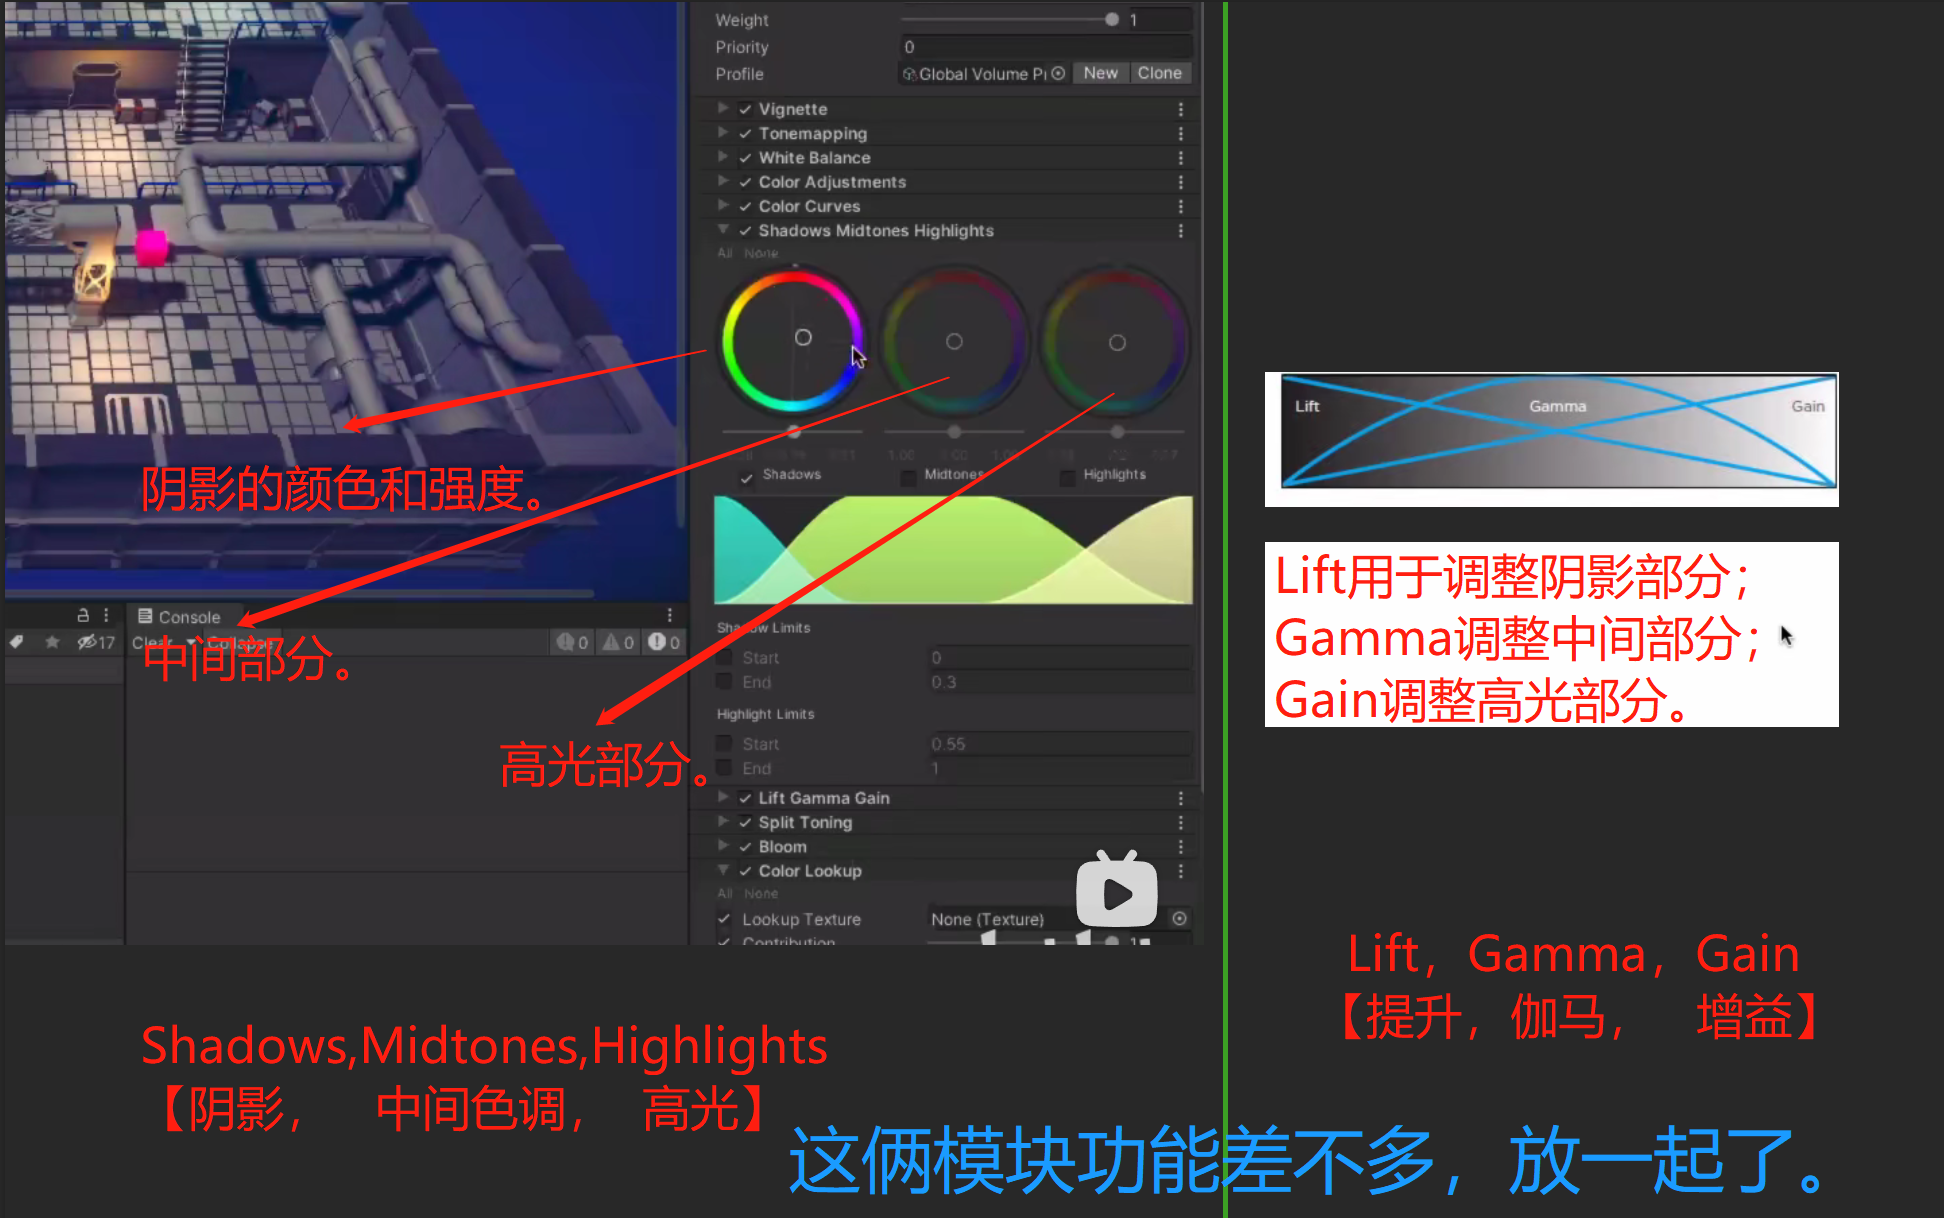 Weight 1
Priority 0
Profile Global Volume Pr New Clone
Vignette
Tonemapping
White Balance
Color Adjustments
Color Curves
Shadows Midtones Highlights
All None
Shadows Midtones Highlights
Shadow Limits
Start 0
End 0.3
Highlight Limits
Start 0.55
End 1
Lift Gamma Gain
Split Toning
Bloom
Color Lookup
All None
Lookup Texture None (Texture)
Contribution 1
Console
17 Clear Collapse 0 0 0
阴影的颜色和强度。
中间部分。
高光部分。
Shadows,Midtones,Highlights
【阴影， 中间色调， 高光】
Lift Gamma Gain
Lift用于调整阴影部分；
Gamma调整中间部分；
Gain调整高光部分。
Lift，Gamma，Gain
【提升，伽马， 增益】
这俩模块功能差不多，放一起了。